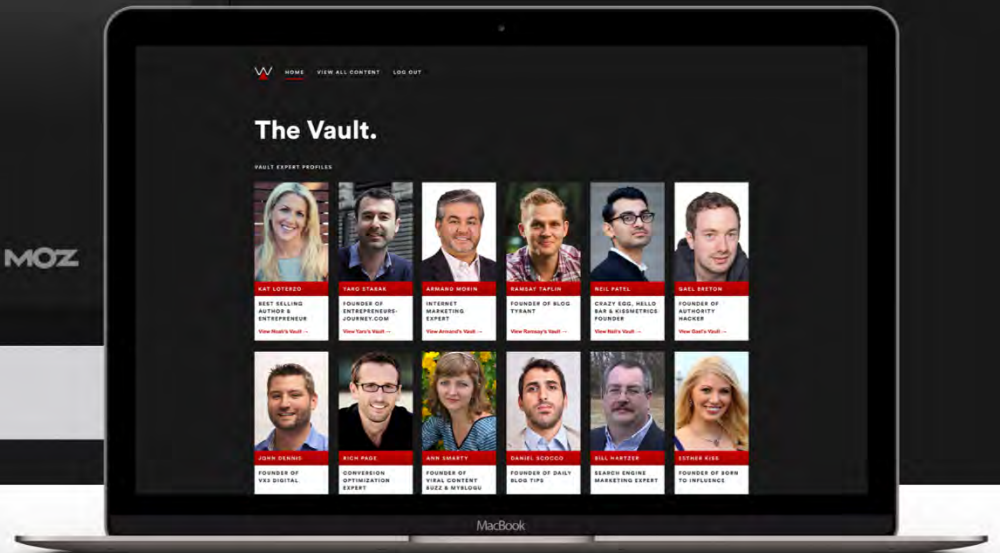 HOME VIEW ALL CONTENT LOG OUT
The Vault.
VAULT EXPERT PROFILES
MOZ
KAT LOTERZO
BEST SELLING
AUTHOR &
ENTREPRENEUR
View Noah's Vault →
YARO STARAK
FOUNDER OF
ENTREPRENEURS-
JOURNEY.COM
View Yaro's Vault →
ARMAND MORIN
INTERNET
MARKETING
EXPERT
View Armand's Vault →
RAMSAY TAPLIN
FOUNDER OF BLOG
TYRANT
View Ramsay's Vault →
NEIL PATEL
CRAZY EGG, HELLO
BAR & KISSMETRICS
FOUNDER
View Neil's Vault →
GAEL BRETON
FOUNDER OF
AUTHORITY
HACKER
View Gael's Vault →
JOHN DENNIS
FOUNDER OF
VX3 DIGITAL
RICH PAGE
CONVERSION
OPTIMIZATION
EXPERT
ANN SMARTY
FOUNDER OF
VIRAL CONTENT
BUZZ & MYBLOGU
DANIEL SCOCCO
FOUNDER OF DAILY
BLOG TIPS
BILL HARTZER
SEARCH ENGINE
MARKETING EXPERT
ESTHER KISS
FOUNDER OF BORN
TO INFLUENCE
MacBook